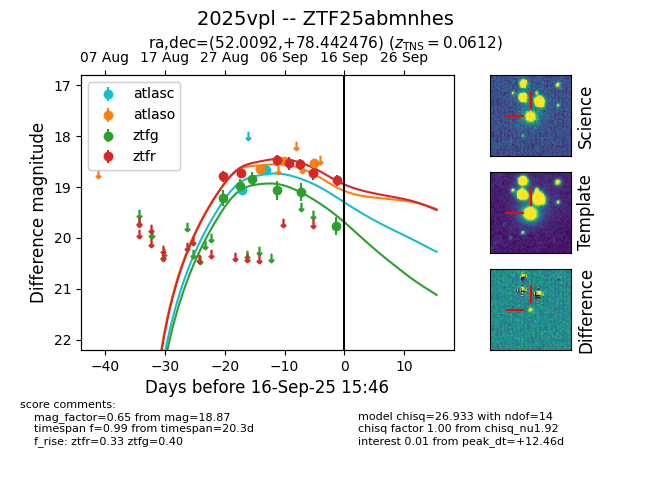 2025vpl -- ZTF25abmnhes
ra,dec=(52.0092,+78.442476) (z_TNS = 0.0612)
07 Aug 17 Aug 27 Aug 06 Sep 16 Sep 26 Sep
atlasc
atlaso
ztfg
ztfr
17
18
19
20
21
22
Difference magnitude
−40 −30 −20 −10 0 10
Days before 16-Sep-25 15:46
Science
Template
Difference
score comments:
mag_factor=0.65 from mag=18.87
timespan f=0.99 from timespan=20.3d
f_rise: ztfr=0.33 ztfg=0.40
model chisq=26.933 with ndof=14
chisq factor 1.00 from chisq_nu1.92
interest 0.01 from peak_dt=+12.46d